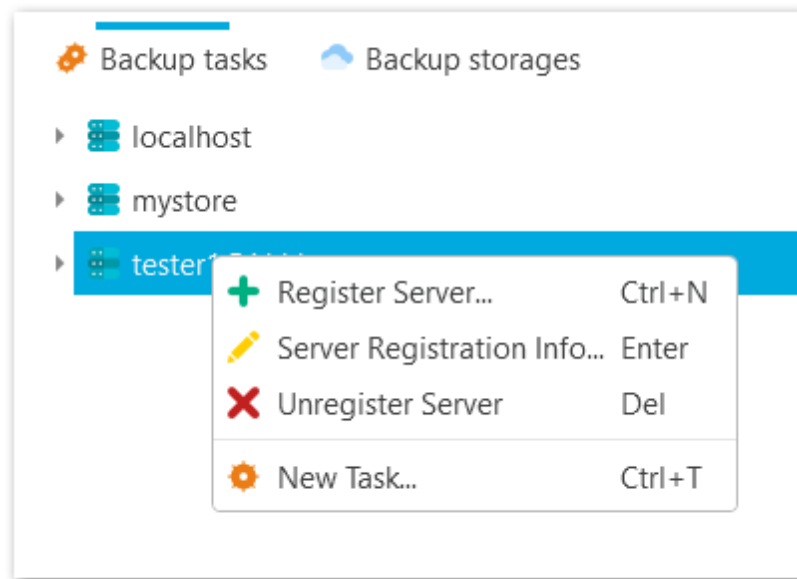 Backup tasks Backup storages
localhost
mystore
Register Server... Ctrl+N
Server Registration Info... Enter
Unregister Server Del
New Task... Ctrl+T